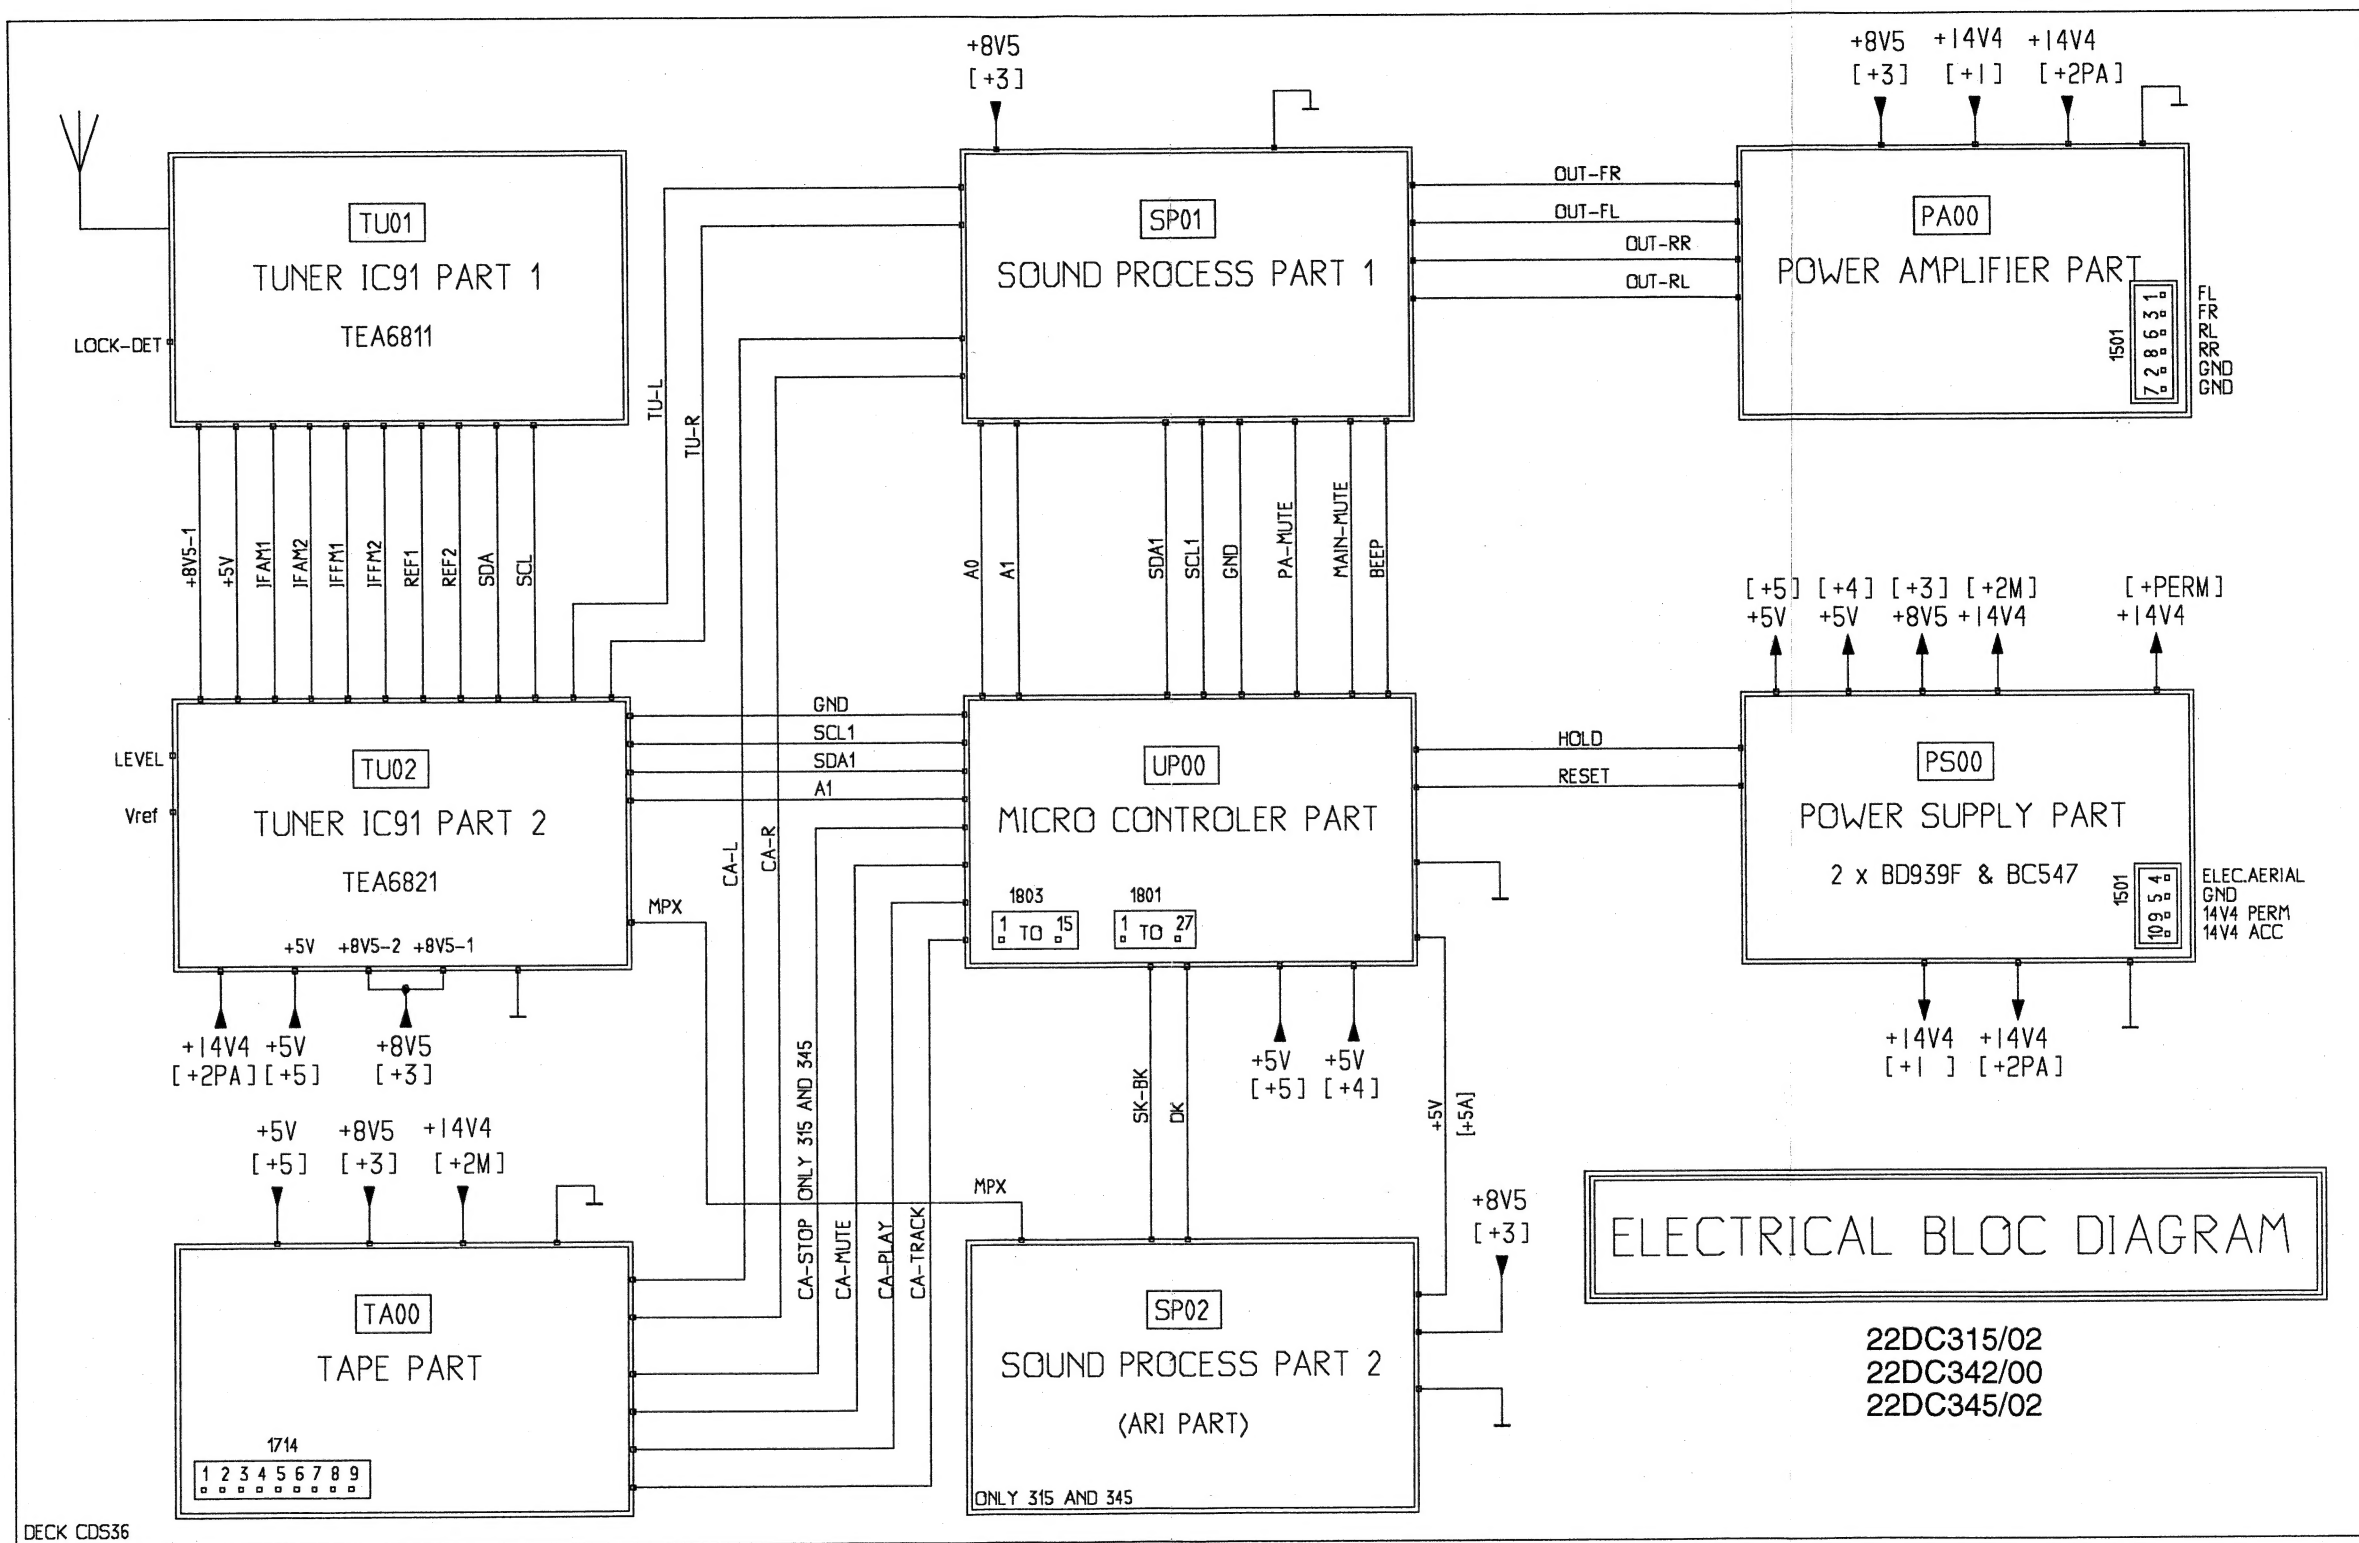 +8V5
[+3]
+8V5 +14V4 +14V4
[+3] [+1] [+2PA]
TU01
TUNER IC91 PART 1
TEA6811
LOCK-DET
SP01
SOUND PROCESS PART 1
OUT-FR
OUT-FL
OUT-RR
OUT-RL
PA00
POWER AMPLIFIER PART
1501
1 3 6 8 2 7
FL
FR
RL
RR
GND
GND
TU-L
TU-R
+8V5-1
+5V
IFAM1
IFAM2
IFFM1
IFFM2
REF1
REF2
SDA
SCL
A0
A1
SDA1
SCL1
GND
PA-MUTE
MAIN-MUTE
BEEP
[+5] [+4] [+3] [+2M] [+PERM]
+5V +5V +8V5 +14V4 +14V4
LEVEL
Vref
TU02
TUNER IC91 PART 2
TEA6821
+5V +8V5-2 +8V5-1
GND
SCL1
SDA1
A1
MPX
CA-L
CA-R
UP00
MICRO CONTROLER PART
1803
1 TO 15
1801
1 TO 27
HOLD
RESET
PS00
POWER SUPPLY PART
2 x BD939F & BC547
1501
4 5 9 10
ELEC.AERIAL
GND
14V4 PERM
14V4 ACC
+14V4 +5V +8V5
[+2PA] [+5] [+3]
+5V +5V
[+5] [+4]
+14V4 +14V4
[+1 ] [+2PA]
+5V +8V5 +14V4
[+5] [+3] [+2M]
CA-STOP ONLY 315 AND 345
CA-MUTE
CA-PLAY
CA-TRACK
MPX
SK-BK
DK
+5V
[+5A]
+8V5
[+3]
TA00
TAPE PART
1714
1 2 3 4 5 6 7 8 9
SP02
SOUND PROCESS PART 2
(ARI PART)
ONLY 315 AND 345
ELECTRICAL BLOC DIAGRAM
22DC315/02
22DC342/00
22DC345/02
DECK CDS36